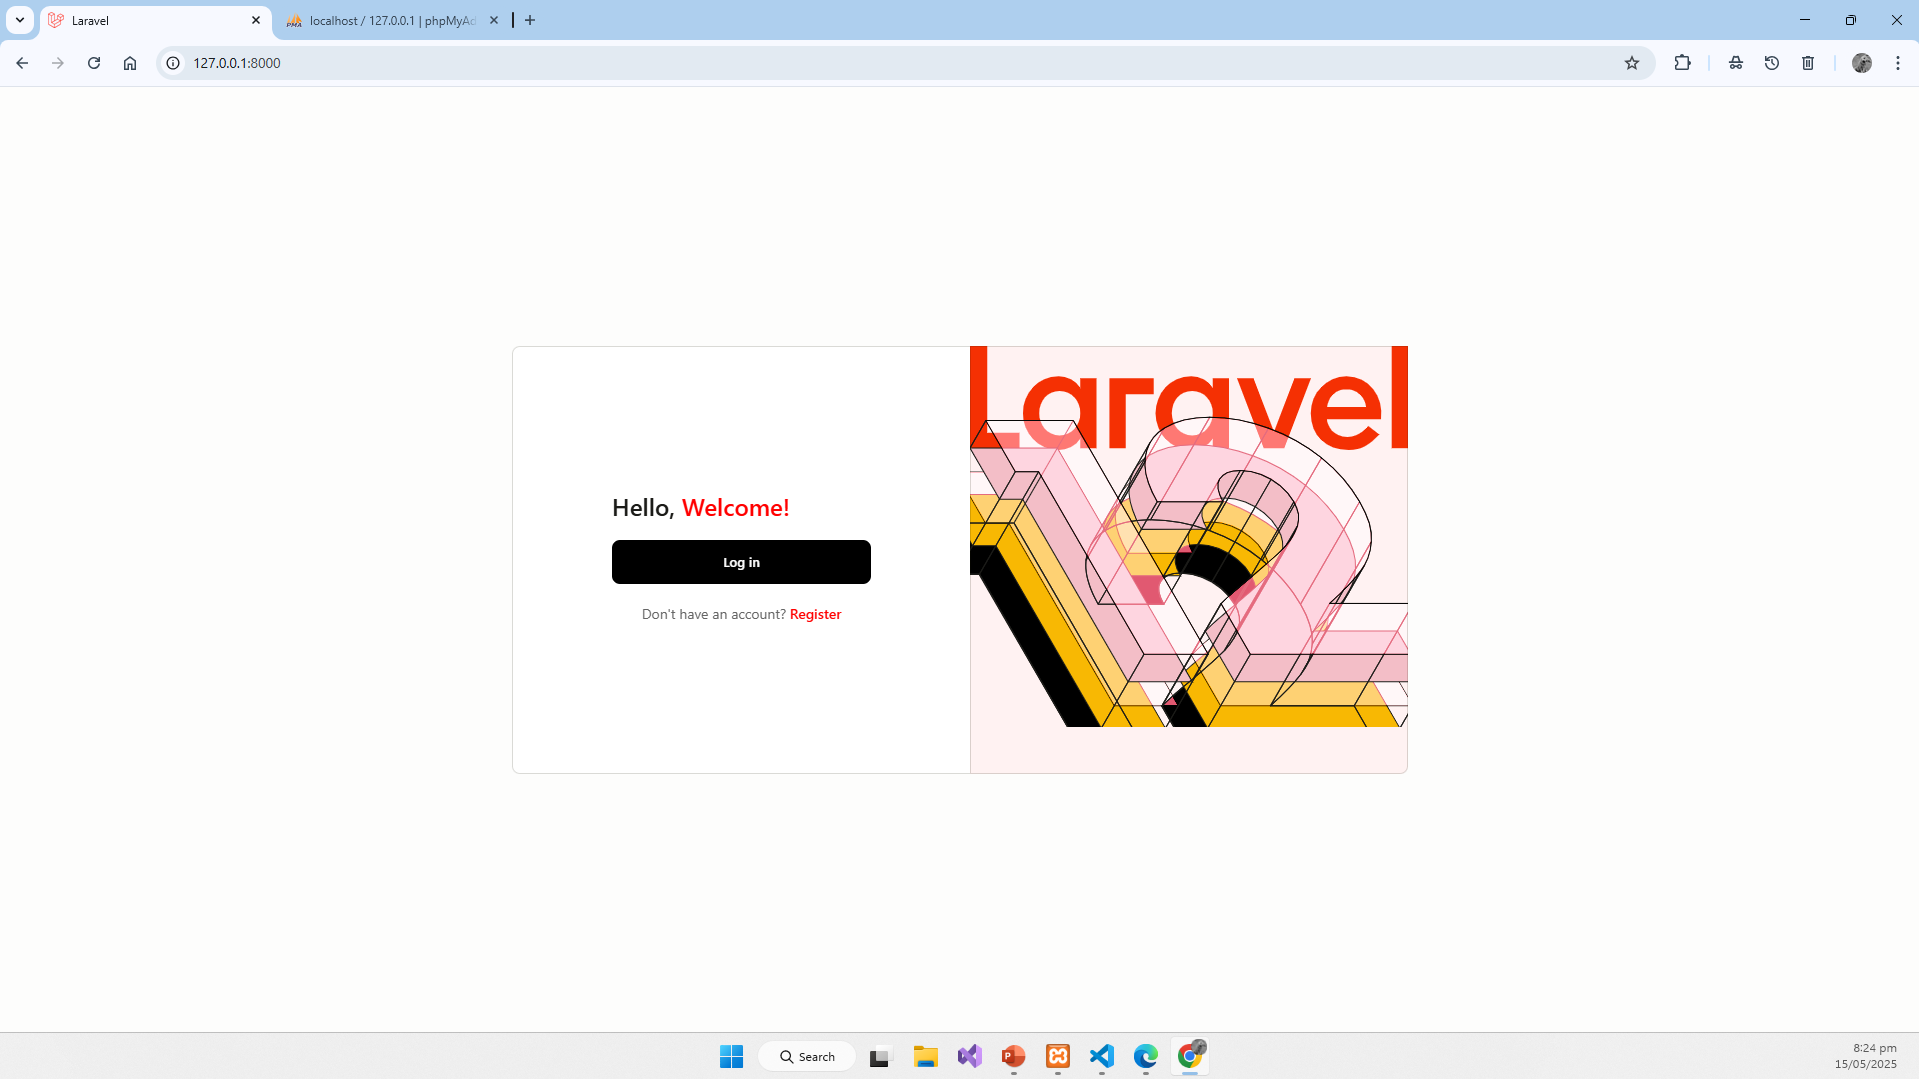 Laravel
localhost / 127.0.0.1 | phpMyAd
127.0.0.1:8000
Laravel
Hello, Welcome!
Log in
Don't have an account? Register
Search
8:24 pm
15/05/2025